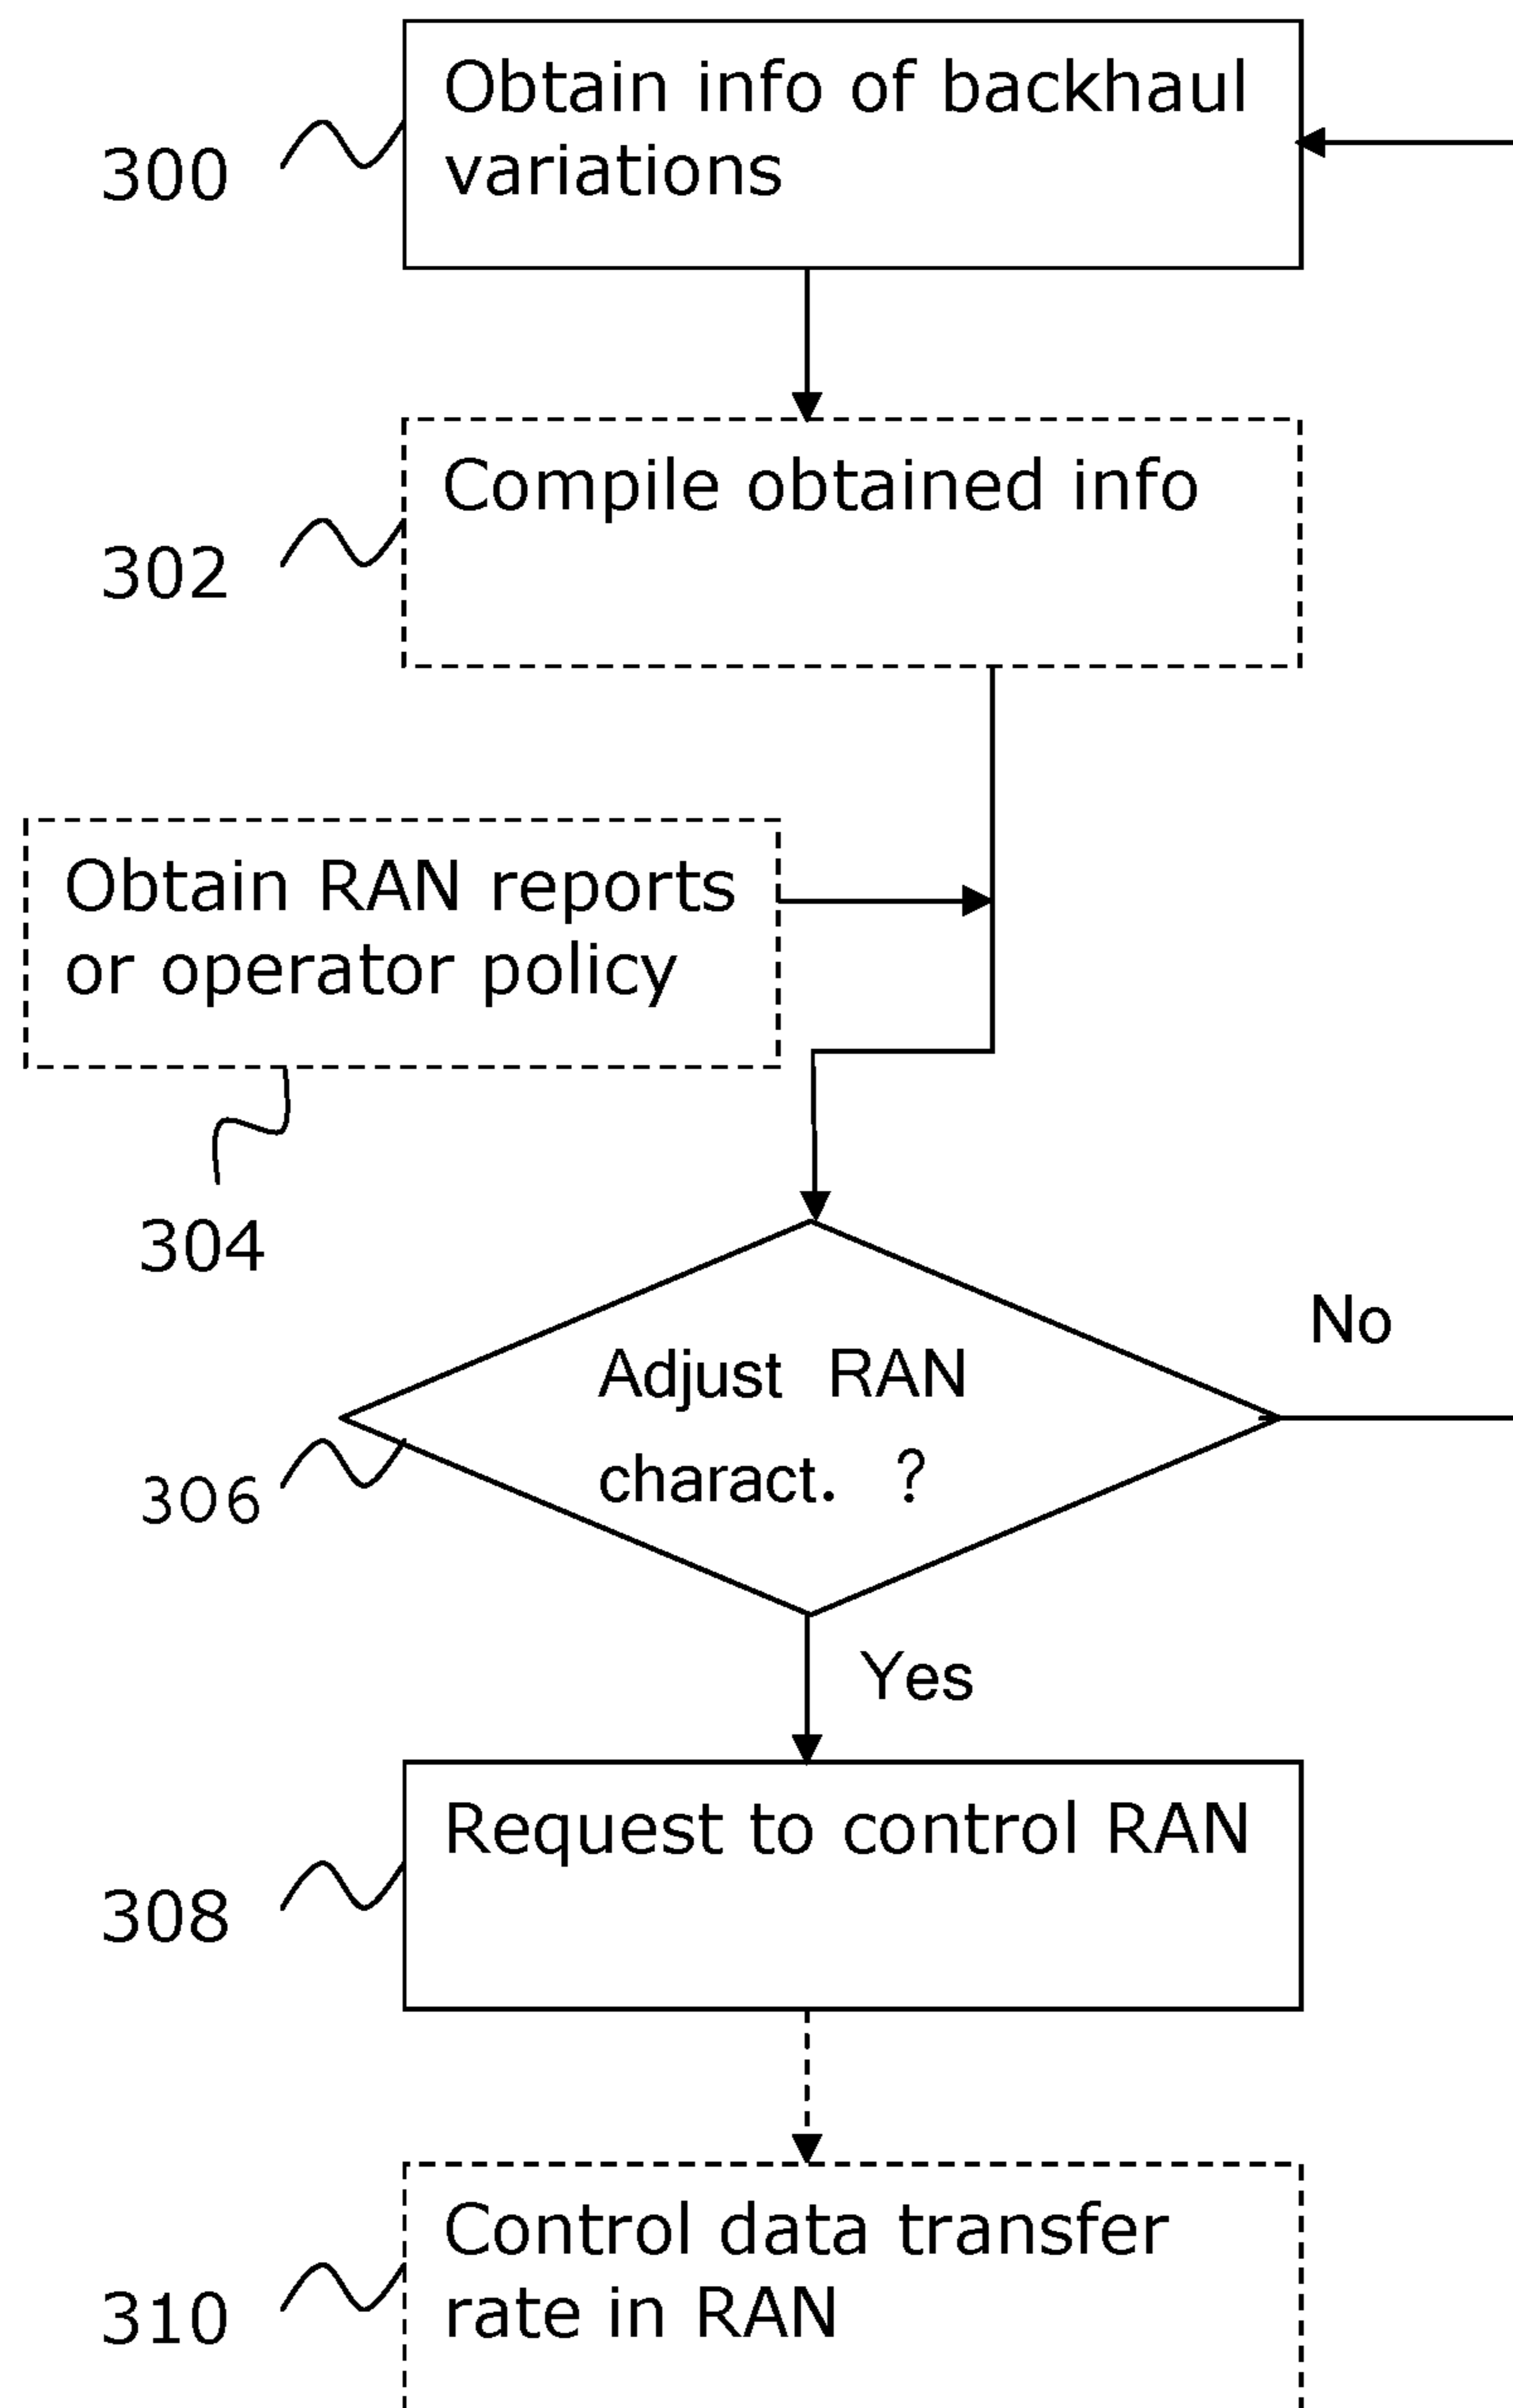 Obtain info of backhaul
variations
300
Compile obtained info
302
Obtain RAN reports
or operator policy
304
Adjust RAN
charact. ?
No
306
Yes
Request to control RAN
308
Control data transfer
rate in RAN
310